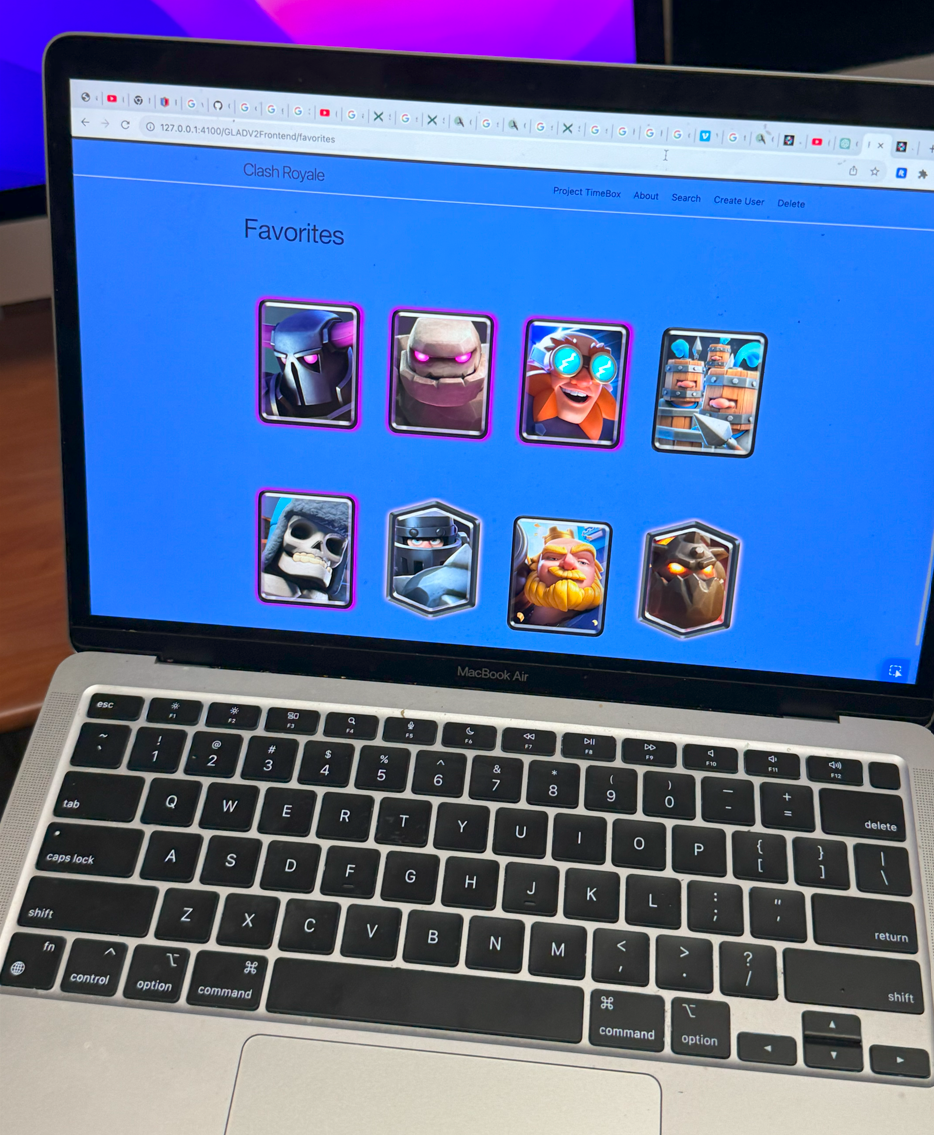 127.0.0.1:4100/GLADV2Frontend/favorites
Clash Royale
Project TimeBox About Search Create User Delete
Favorites
MacBook Air
esc F1 F2 F3 F4 F5 F6 F7 F8 F9 F10 F11 F12
~ ! @ # $ % ^ & * ( ) _ +
` 1 2 3 4 5 6 7 8 9 0 - = delete
tab Q W E R T Y U I O P { [ } ] | \
caps lock A S D F G H J K L : ; " ' return
shift Z X C V B N M < , > . ? / shift
fn control option command command option